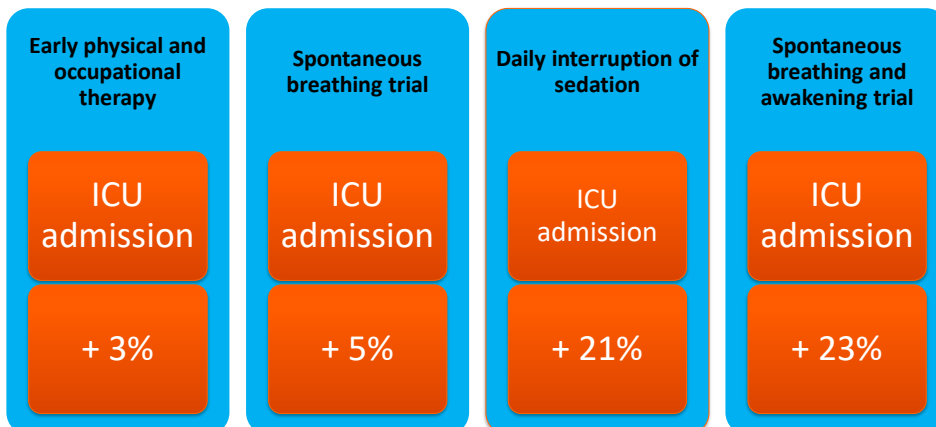 Early physical and
occupational
therapy
ICU
admission
+ 3%
Spontaneous
breathing trial
ICU
admission
+ 5%
Daily interruption of
sedation
ICU
admission
+ 21%
Spontaneous
breathing and
awakening trial
ICU
admission
+ 23%